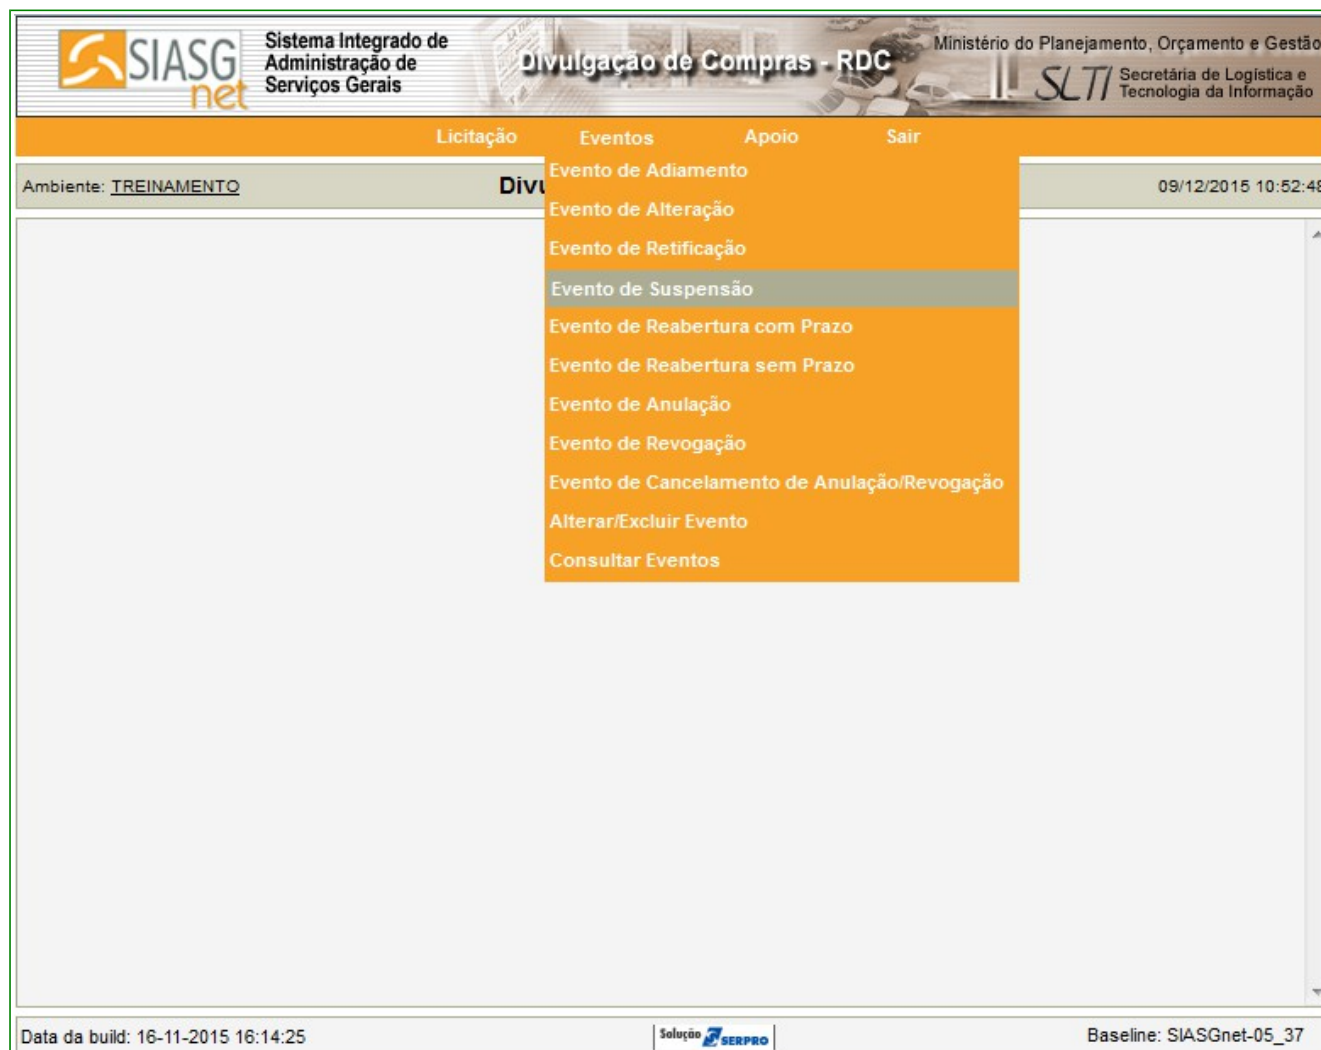 SIASG
net
Sistema Integrado de
Administração de
Serviços Gerais
Divulgação de Compras - RDC
Ministério do Planejamento, Orçamento e Gestão
SLTI
Secretária de Logística e
Tecnologia da Informação
Licitação Eventos Apoio Sair
Ambiente: TREINAMENTO
09/12/2015 10:52:48
Evento de Adiamento
Evento de Alteração
Evento de Retificação
Evento de Suspensão
Evento de Reabertura com Prazo
Evento de Reabertura sem Prazo
Evento de Anulação
Evento de Revogação
Evento de Cancelamento de Anulação/Revogação
Alterar/Excluir Evento
Consultar Eventos
Data da build: 16-11-2015 16:14:25
Solução SERPRO
Baseline: SIASGnet-05_37